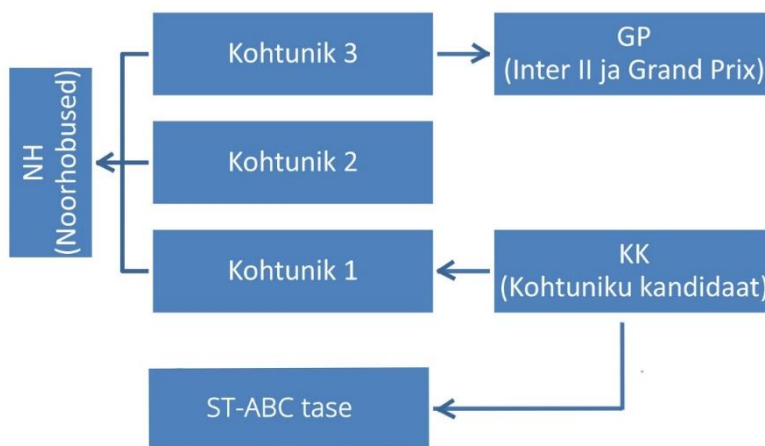 Kohtunik 3
GP
(Inter II ja Grand Prix)
NH
(Noorhobused)
Kohtunik 2
Kohtunik 1
KK
(Kohtuniku kandidaat)
ST-ABC tase